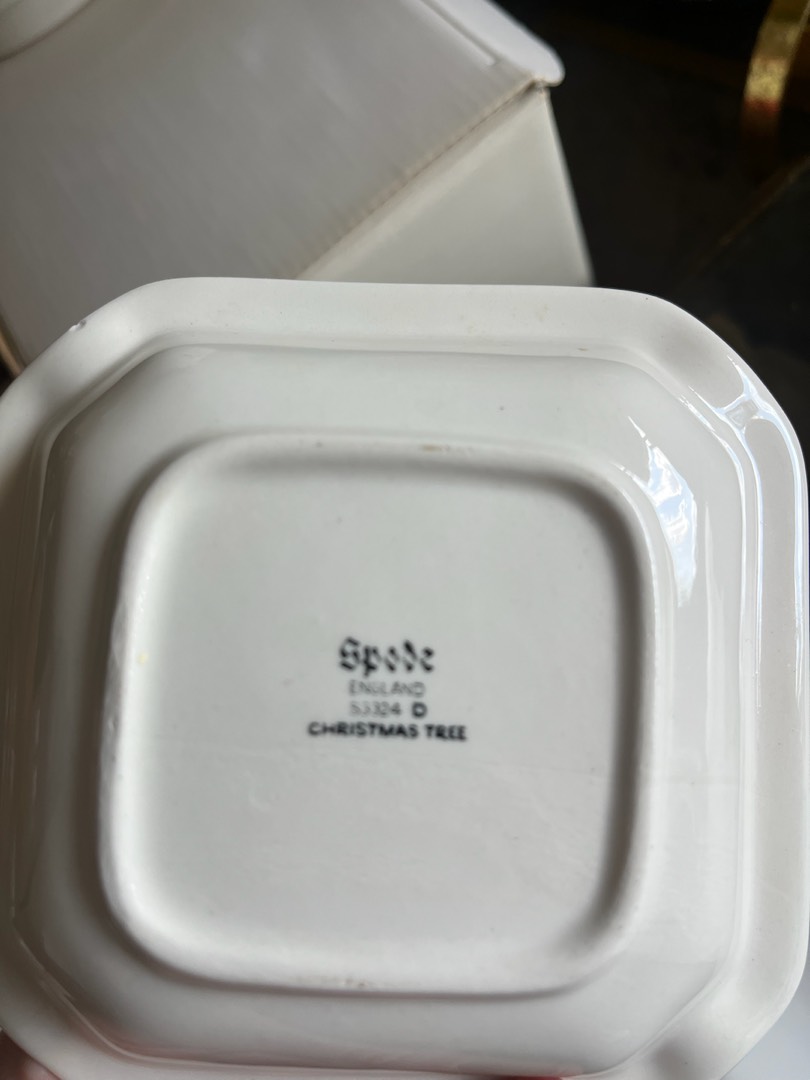 Spode
ENGLAND
S3324 D
CHRISTMAS TREE